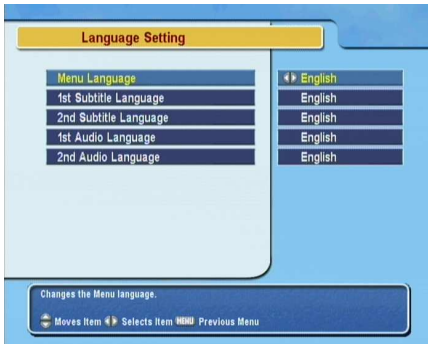 Language Setting
Menu Language English
1st Subtitle Language English
2nd Subtitle Language English
1st Audio Language English
2nd Audio Language English
Changes the Menu language.
Moves Item Selects Item MENU Previous Menu